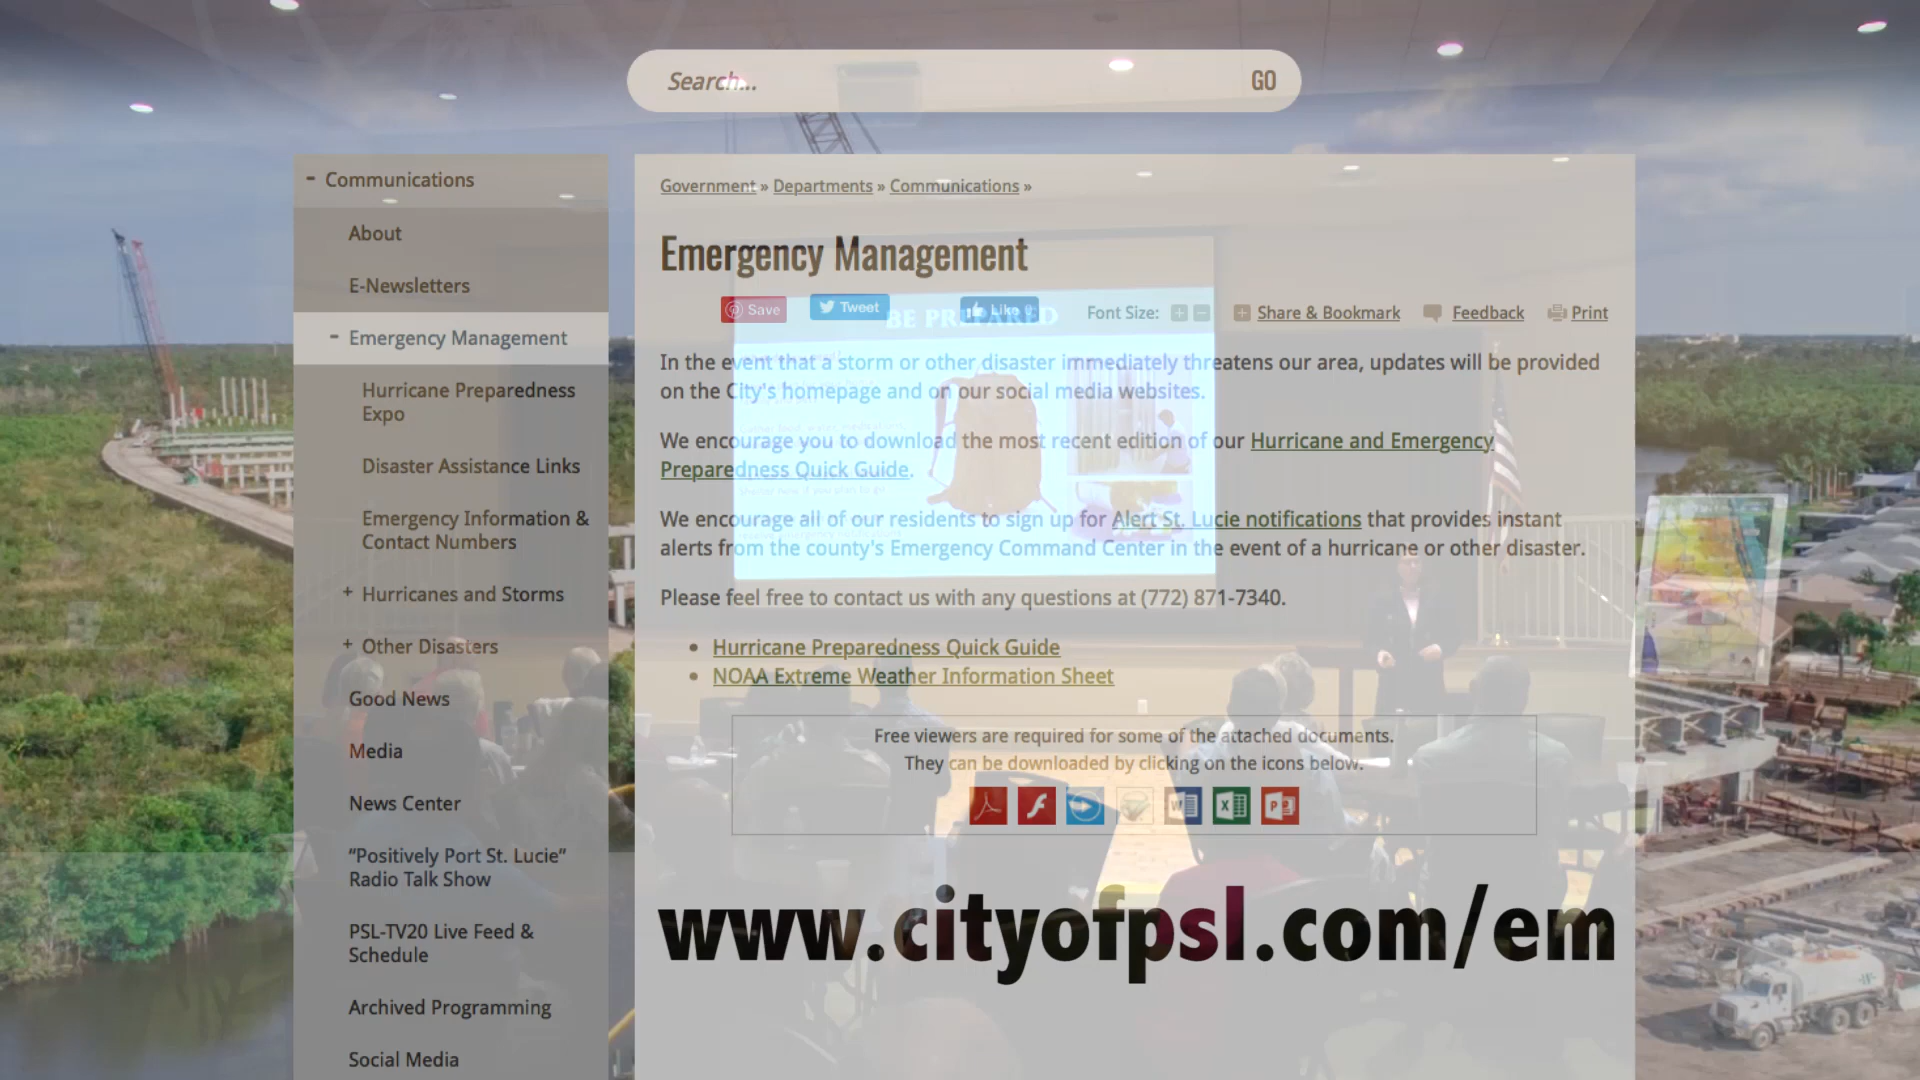 Search...
GO
- Communications
About
E-Newsletters
- Emergency Management
Hurricane Preparedness
Expo
Disaster Assistance Links
Emergency Information &
Contact Numbers
+ Hurricanes and Storms
+ Other Disasters
Good News
Media
News Center
“Positively Port St. Lucie”
Radio Talk Show
PSL-TV20 Live Feed &
Schedule
Archived Programming
Social Media
Government » Departments » Communications »
Emergency Management
Save Tweet Like 0 Font Size: + - Share & Bookmark Feedback Print
BE PREPARED
In the event that a storm or other disaster immediately threatens our area, updates will be provided
on the City's homepage and on our social media websites.
We encourage you to download the most recent edition of our Hurricane and Emergency
Preparedness Quick Guide.
We encourage all of our residents to sign up for Alert St. Lucie notifications that provides instant
alerts from the county's Emergency Command Center in the event of a hurricane or other disaster.
Please feel free to contact us with any questions at (772) 871-7340.
• Hurricane Preparedness Quick Guide
• NOAA Extreme Weather Information Sheet
Free viewers are required for some of the attached documents.
They can be downloaded by clicking on the icons below.
www.cityofpsl.com/em